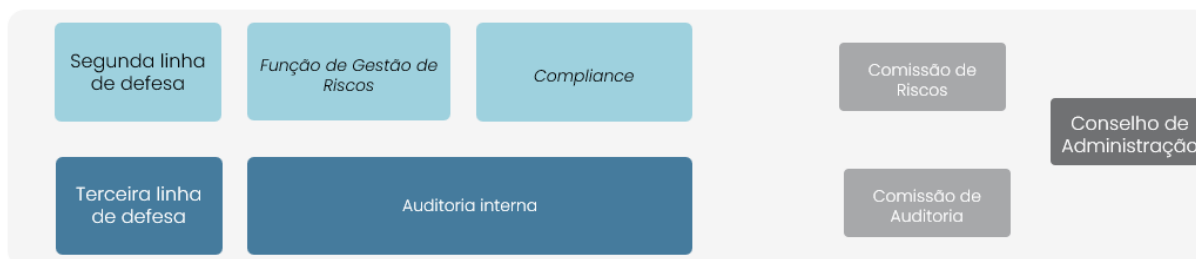 Segunda linha
de defesa
Função de Gestão de
Riscos
Compliance
Comissão de
Riscos
Conselho de
Administração
Terceira linha
de defesa
Auditoria interna
Comissão de
Auditoria